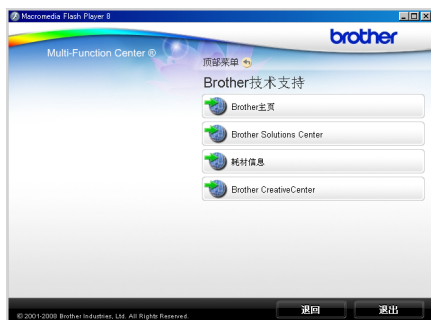 Macromedia Flash Player 8
brother
Multi-Function Center ®
顶部菜单
Brother技术支持
Brother主页
Brother Solutions Center
耗材信息
Brother CreativeCenter
退回
退出
© 2001-2008 Brother Industries, Ltd. All Rights Reserved.